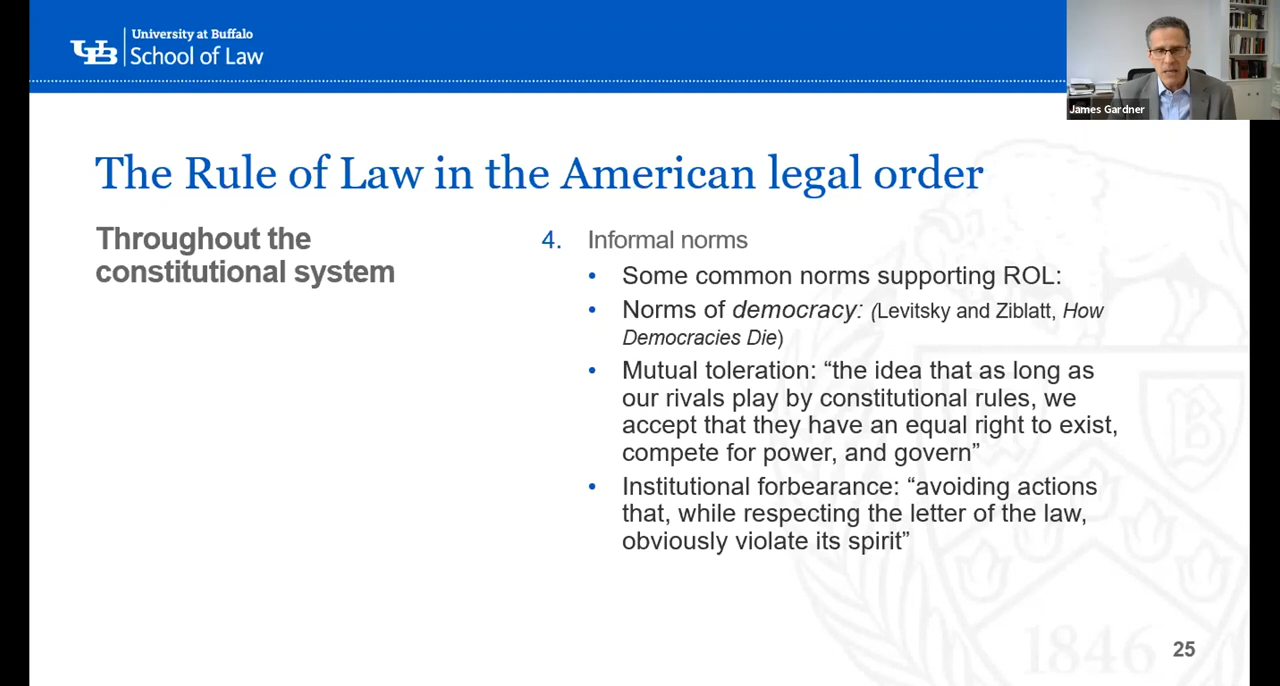 UB
University at Buffalo
School of Law
James Gardner
The Rule of Law in the American legal order
Throughout the
constitutional system
4. Informal norms
• Some common norms supporting ROL:
• Norms of democracy: (Levitsky and Ziblatt, How
Democracies Die)
• Mutual toleration: “the idea that as long as
our rivals play by constitutional rules, we
accept that they have an equal right to exist,
compete for power, and govern”
• Institutional forbearance: “avoiding actions
that, while respecting the letter of the law,
obviously violate its spirit”
B
1846
25